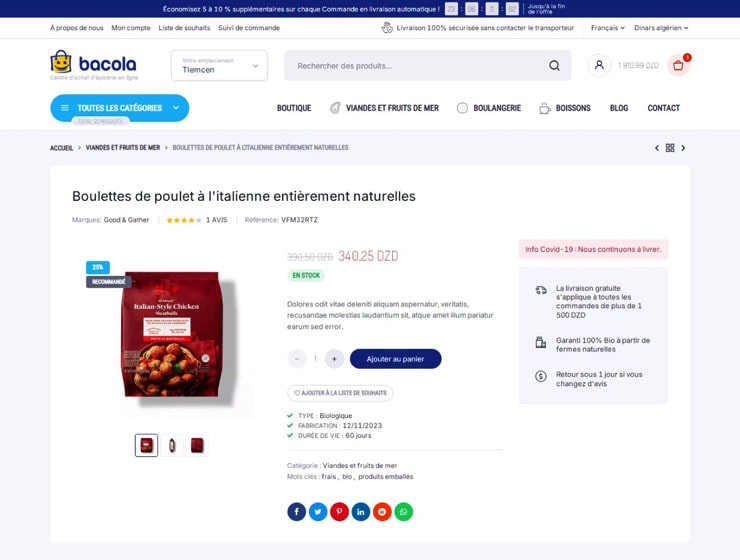 Économisez 5 à 10 % supplémentaires sur chaque Commande en livraison automatique !
Jusqu'à la fin de l'offre
À propos de nous Mon compte Liste de souhaits Suivi de commande
Livraison 100% sécurisée sans contacter le transporteur Français Dinars algérien
bacola
Centre d'achat d'épicerie en ligne
Votre emplacement
Tlemcen
Rechercher des produits...
1 910,99 DZD
3
TOUTES LES CATÉGORIES
TOTAL PRODUITS
BOUTIQUE VIANDES ET FRUITS DE MER BOULANGERIE BOISSONS BLOG CONTACT
ACCUEIL VIANDES ET FRUITS DE MER BOULETTES DE POULET À L'ITALIENNE ENTIÈREMENT NATURELLES
Boulettes de poulet à l'italienne entièrement naturelles
Marques: Good & Gather 1 AVIS Référence: VFM32RTZ
390,50 DZD 340,25 DZD
EN STOCK
Dolores odit vitae deleniti aliquam aspernatur, veritatis,
recusandae molestias laudantium sit, atque amet illum pariatur
earum sed error.
− 1 + Ajouter au panier
AJOUTER À LA LISTE DE SOUHAITS
TYPE : Biologique
FABRICATION : 12/11/2023
DURÉE DE VIE : 60 jours
Catégorie : Viandes et fruits de mer
Mots clés : frais , bio , produits emballés
RECOMMANDÉ
Italian-Style Chicken
Meatballs
Info Covid-19 : Nous continuons à livrer.
La livraison gratuite
s'applique à toutes les
commandes de plus de 1
500 DZD
Garanti 100% Bio à partir de
fermes naturelles
Retour sous 1 jour si vous
changez d'avis